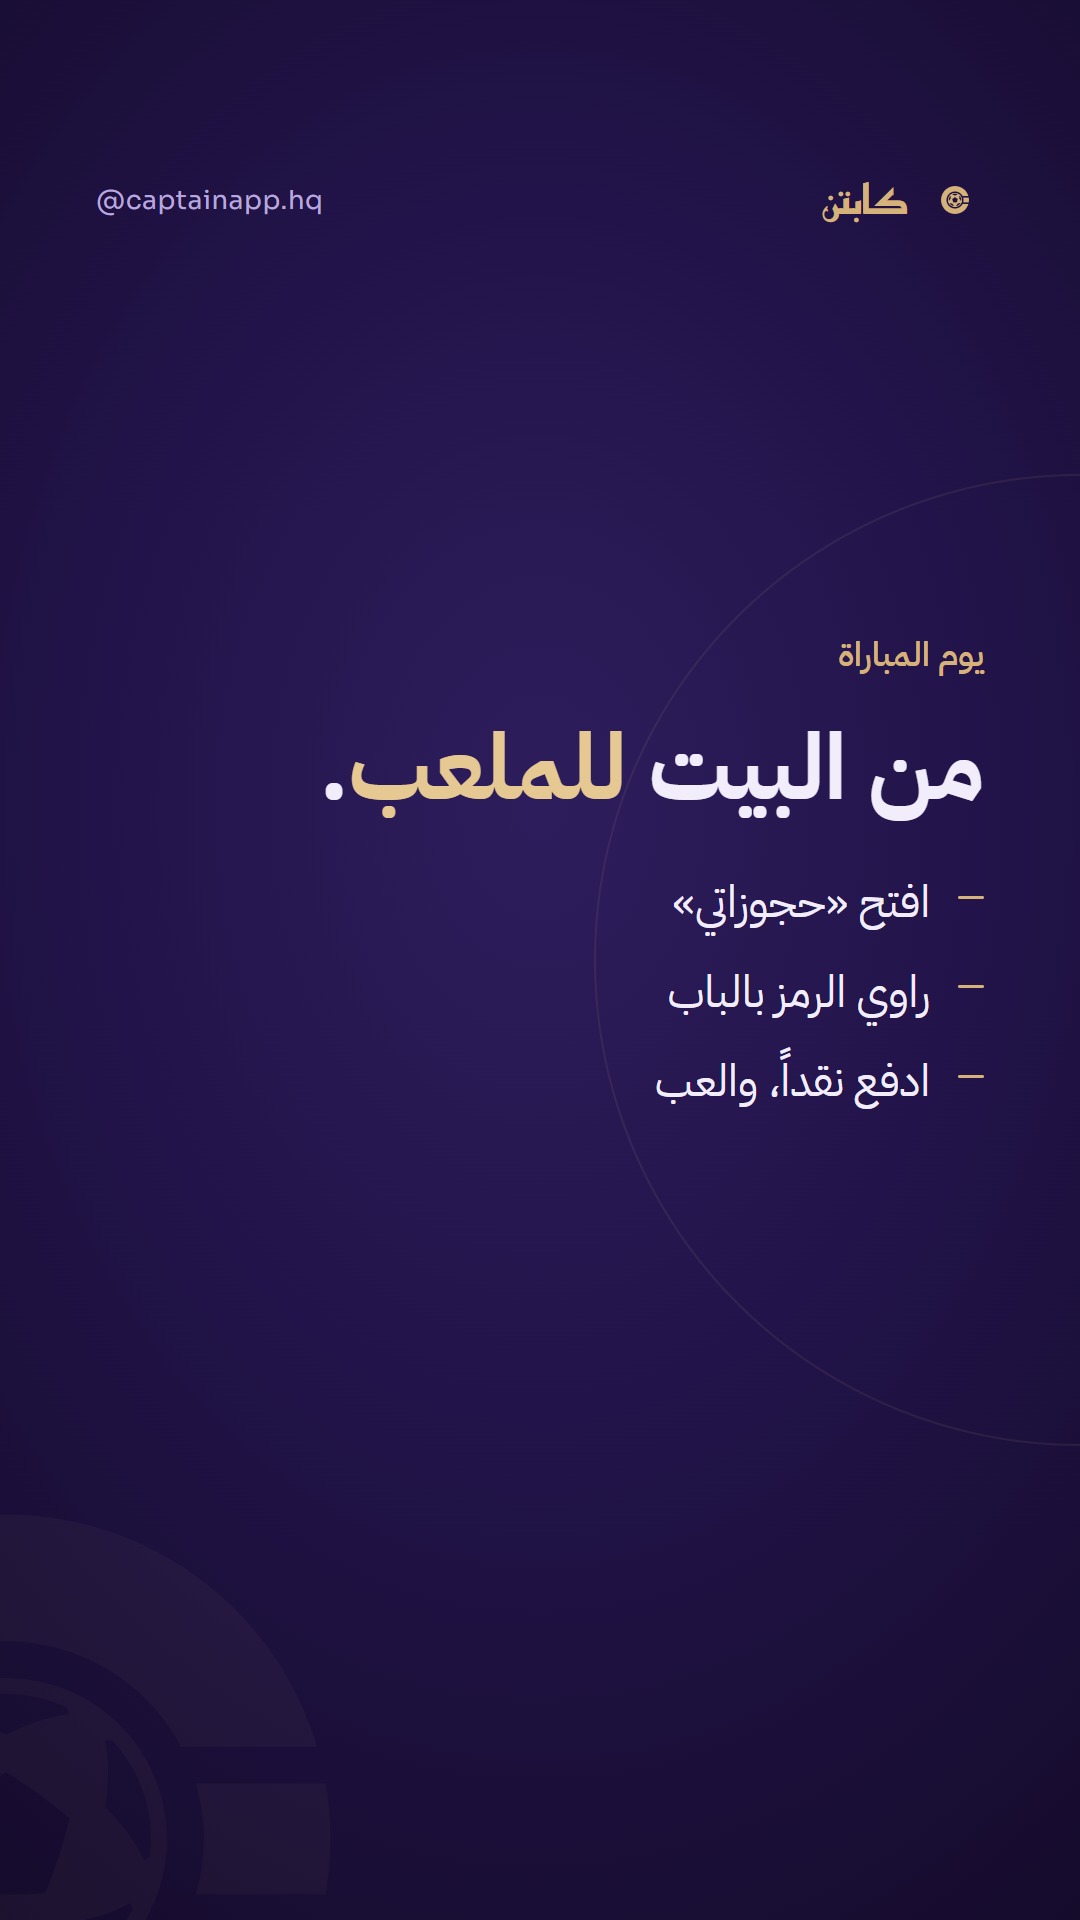 كابتن
@captainapp.hq
يوم المباراة
من البيت للملعب.
افتح «حجوزاتي»
راوي الرمز بالباب
ادفع نقداً، والعب